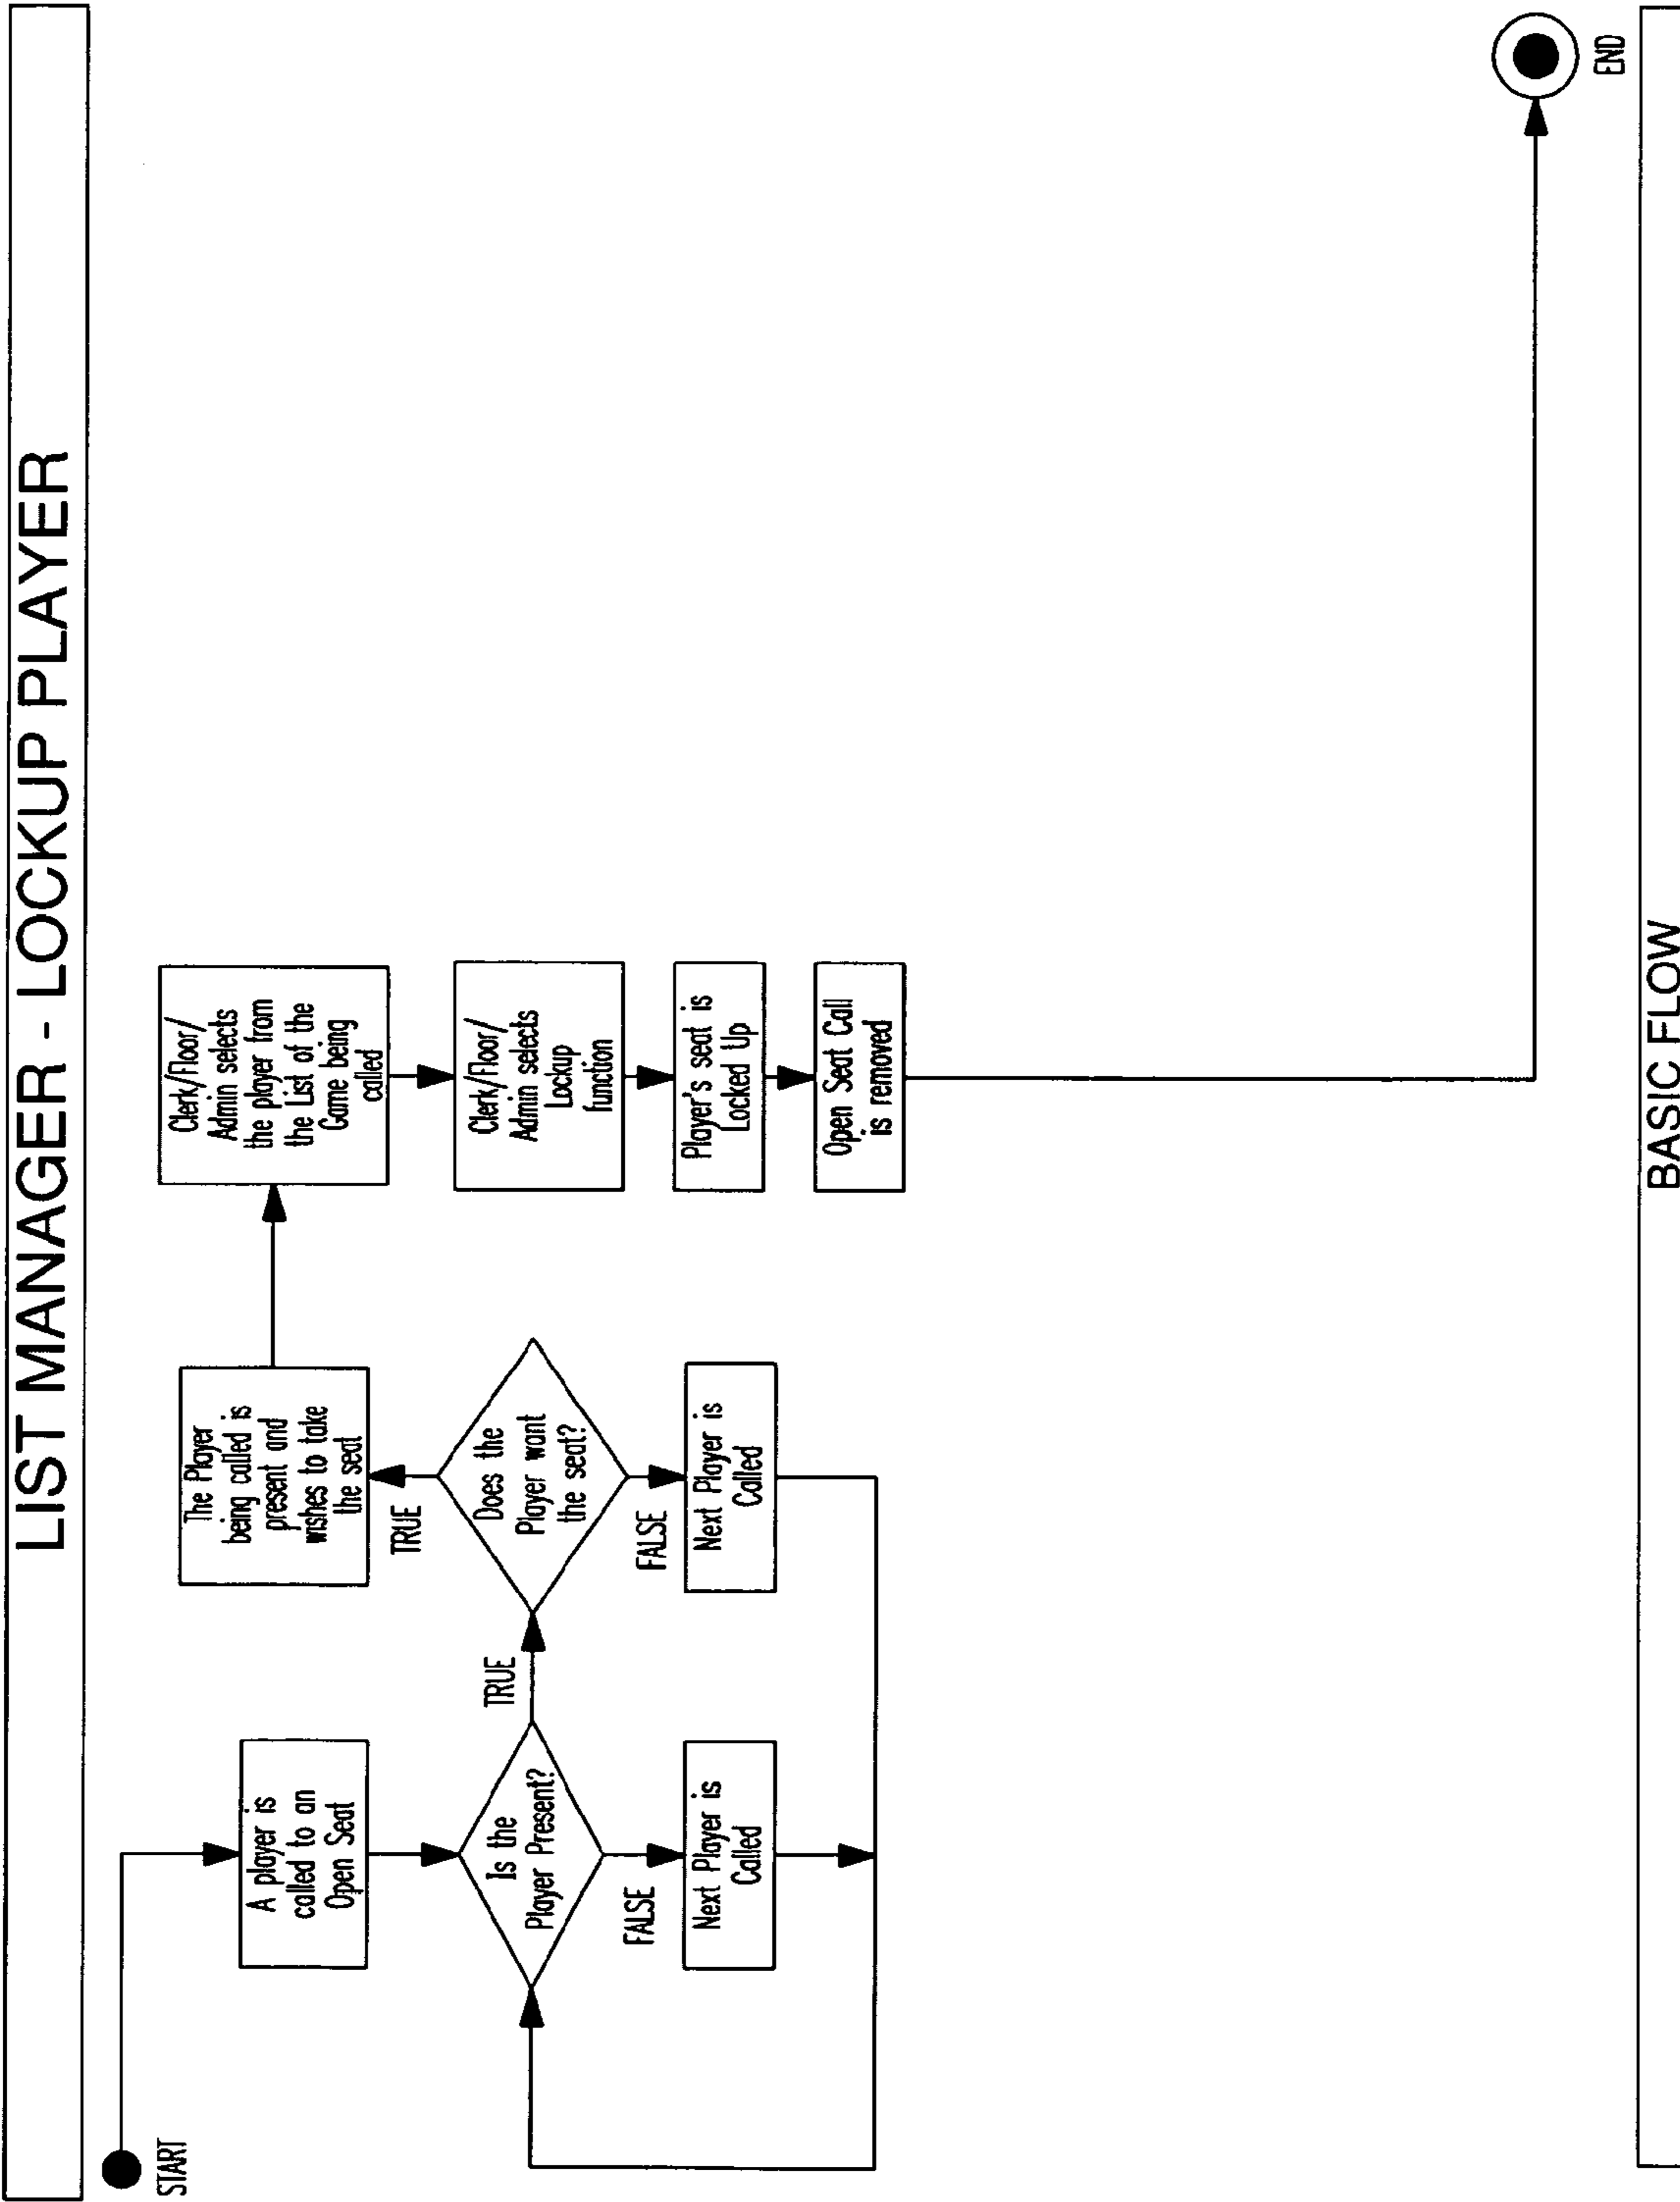 LIST MANAGER - LOCKUP PLAYER
START
A player is
called to an
Open Seat
Is the
Player Present?
TRUE
FALSE
Next Player is
Called
Does the
Player want
the seat?
TRUE
FALSE
Next Player is
Called
The Player
being called is
present and
wishes to take
the seat
Clerk/Floor/
Admin selects
the player from
the List of the
Game being
called
Clerk/Floor/
Admin selects
Lockup
function
Player's seat is
Locked Up
Open Seat Call
is removed
END
BASIC FLOW